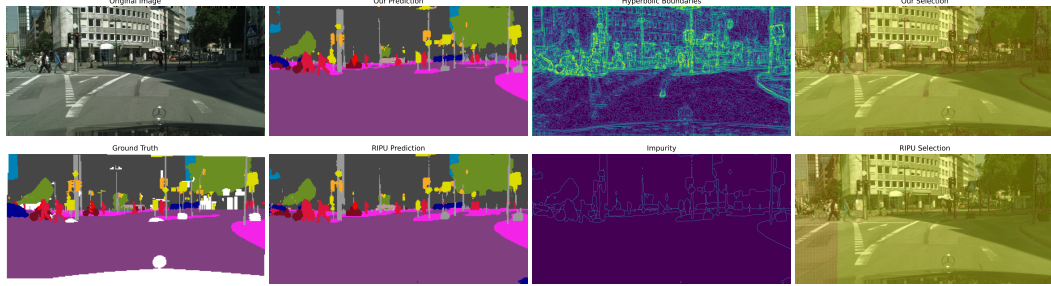 Original Image
Our Prediction
Hyperbolic Boundaries
Our Selection
Ground Truth
RIPU Prediction
Impurity
RIPU Selection